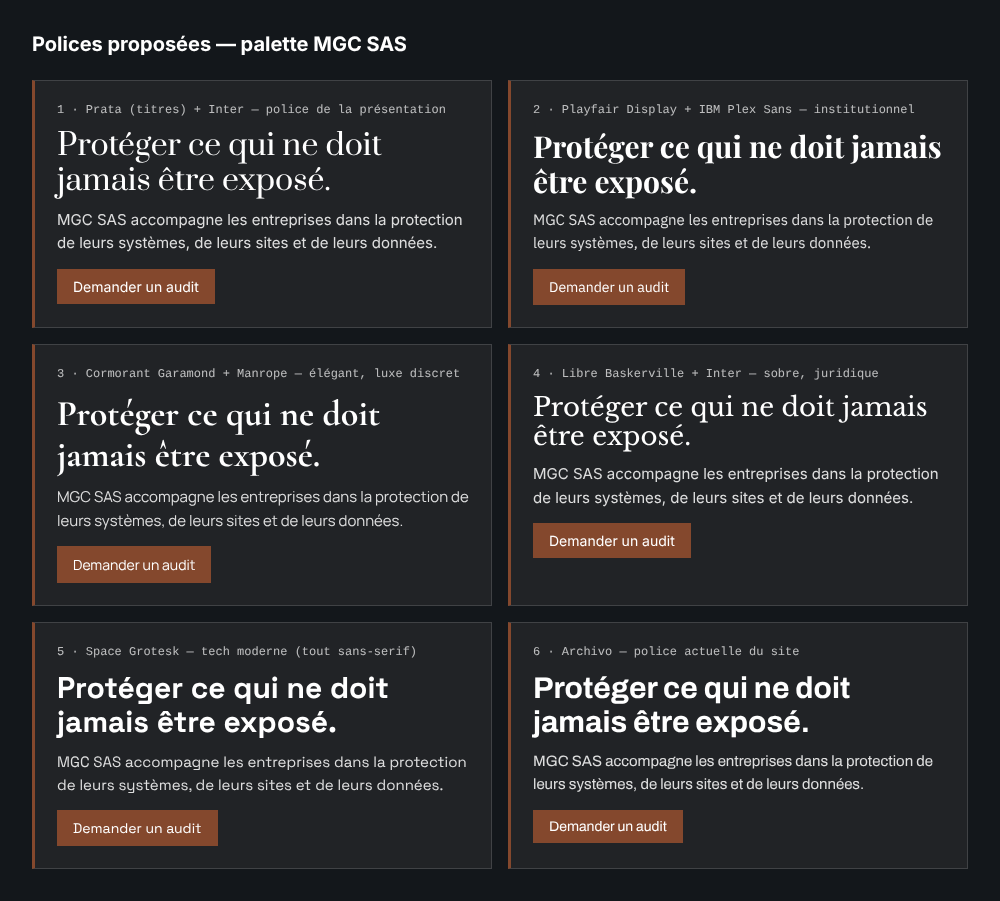 Polices proposées — palette MGC SAS
1 · Prata (titres) + Inter — police de la présentation
Protéger ce qui ne doit
jamais être exposé.
MGC SAS accompagne les entreprises dans la protection
de leurs systèmes, de leurs sites et de leurs données.
Demander un audit
2 · Playfair Display + IBM Plex Sans — institutionnel
Protéger ce qui ne doit jamais
être exposé.
MGC SAS accompagne les entreprises dans la protection de
leurs systèmes, de leurs sites et de leurs données.
Demander un audit
3 · Cormorant Garamond + Manrope — élégant, luxe discret
Protéger ce qui ne doit
jamais être exposé.
MGC SAS accompagne les entreprises dans la protection de
leurs systèmes, de leurs sites et de leurs données.
Demander un audit
4 · Libre Baskerville + Inter — sobre, juridique
Protéger ce qui ne doit jamais
être exposé.
MGC SAS accompagne les entreprises dans la protection
de leurs systèmes, de leurs sites et de leurs données.
Demander un audit
5 · Space Grotesk — tech moderne (tout sans-serif)
Protéger ce qui ne doit
jamais être exposé.
MGC SAS accompagne les entreprises dans la protection
de leurs systèmes, de leurs sites et de leurs données.
Demander un audit
6 · Archivo — police actuelle du site
Protéger ce qui ne doit
jamais être exposé.
MGC SAS accompagne les entreprises dans la protection de
leurs systèmes, de leurs sites et de leurs données.
Demander un audit